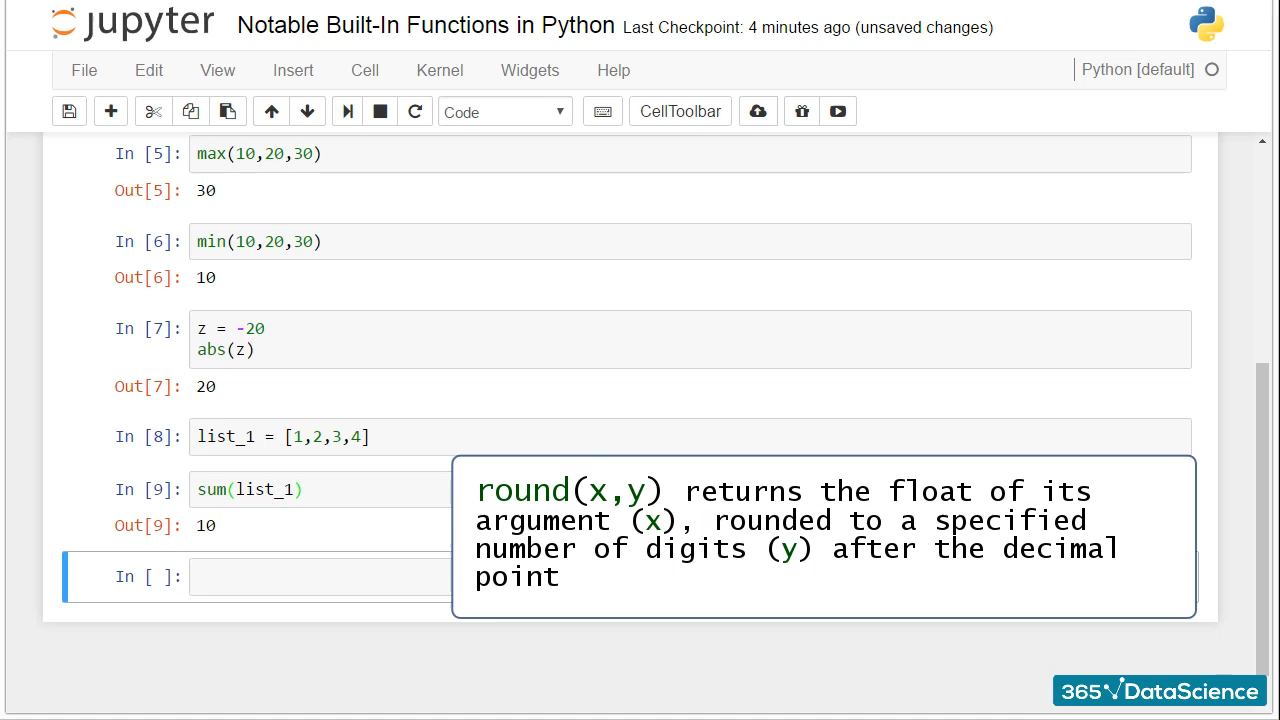 jupyter Notable Built-In Functions in Python Last Checkpoint: 4 minutes ago (unsaved changes)
File Edit View Insert Cell Kernel Widgets Help Python [default]
Code CellToolbar
In [5]: max(10,20,30)
Out[5]: 30
In [6]: min(10,20,30)
Out[6]: 10
In [7]: z = -20
abs(z)
Out[7]: 20
In [8]: list_1 = [1,2,3,4]
In [9]: sum(list_1)
Out[9]: 10
In [ ]:
round(x,y) returns the float of its
argument (x), rounded to a specified
number of digits (y) after the decimal
point
365 DataScience